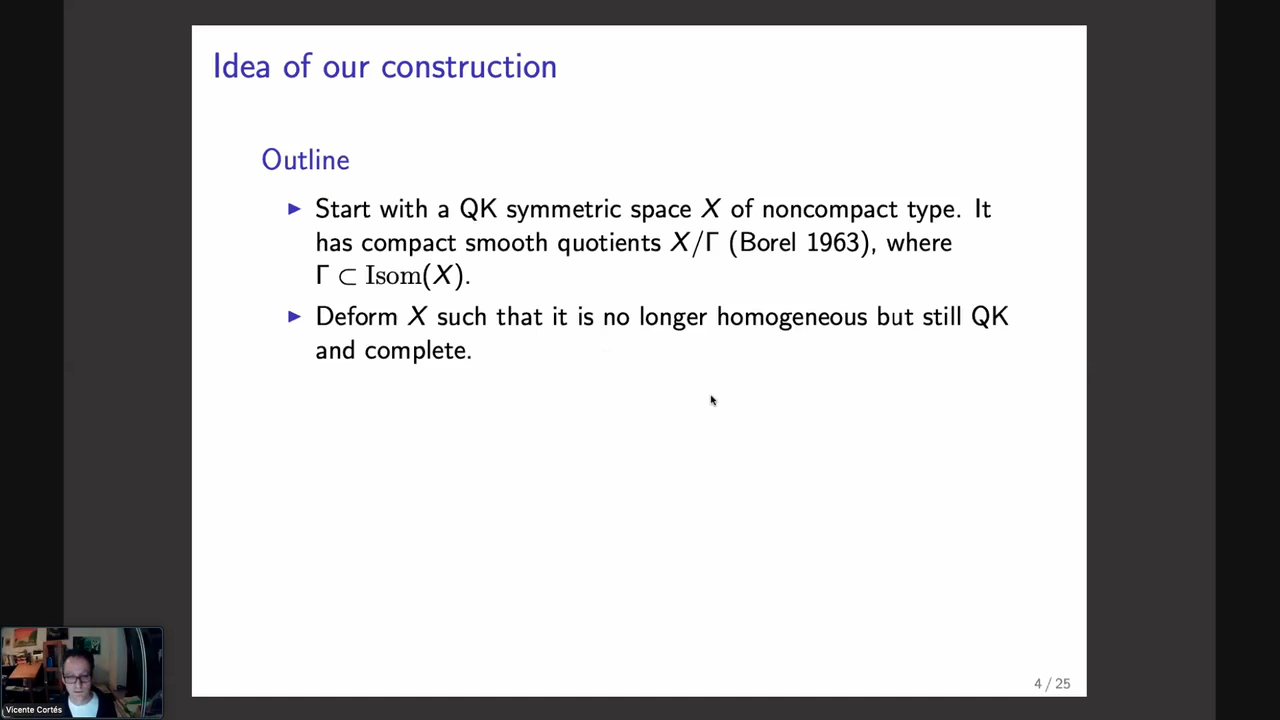 Idea of our construction
Outline
▶ Start with a QK symmetric space X of noncompact type. It
has compact smooth quotients X/Γ (Borel 1963), where
Γ ⊂ Isom(X).
▶ Deform X such that it is no longer homogeneous but still QK
and complete.
4 / 25
Vicente Cortés